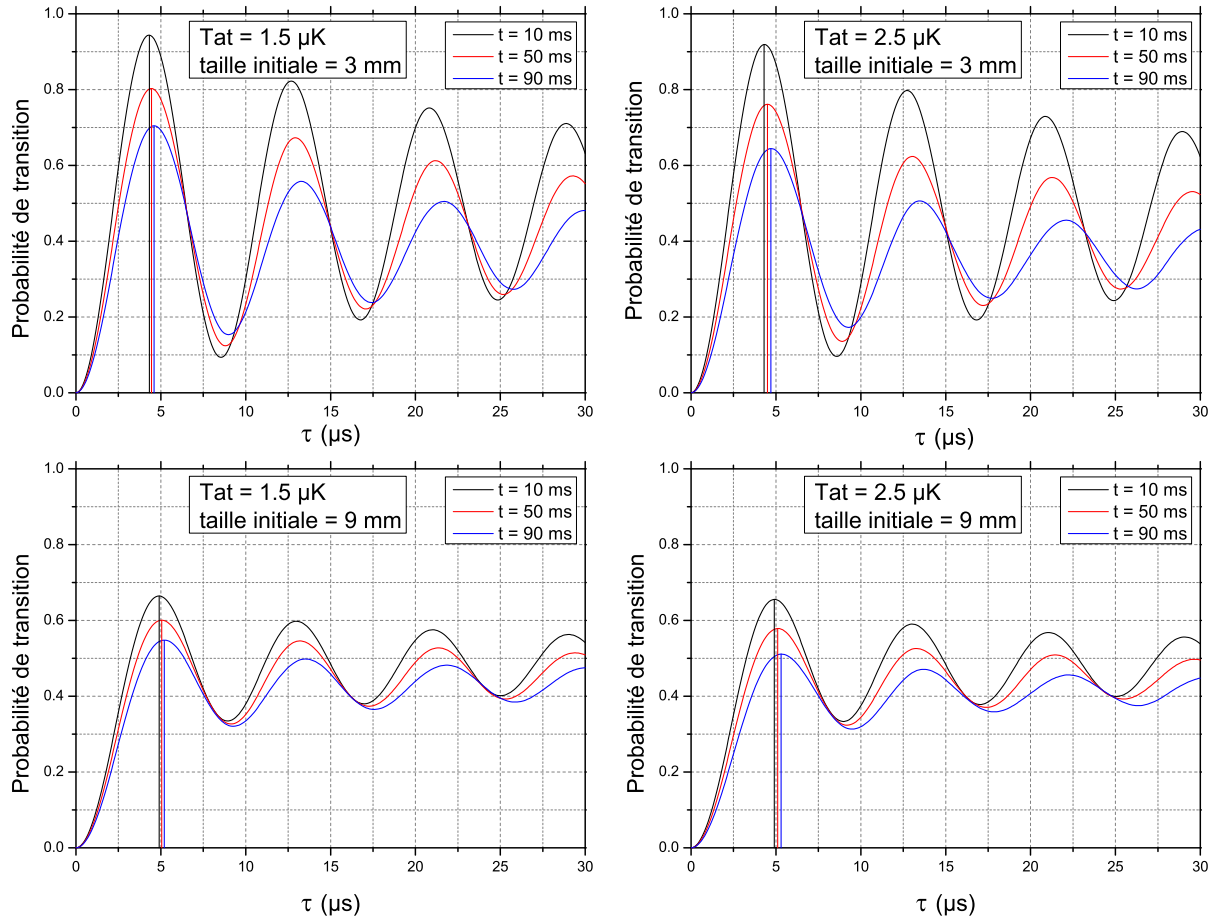 Tat = 1.5 µK
taille initiale = 3 mm
t = 10 ms
t = 50 ms
t = 90 ms
Probabilité de transition
1.0
0.8
0.6
0.4
0.2
0.0
0 5 10 15 20 25 30
τ (µs)
Tat = 2.5 µK
taille initiale = 3 mm
t = 10 ms
t = 50 ms
t = 90 ms
Probabilité de transition
1.0
0.8
0.6
0.4
0.2
0.0
0 5 10 15 20 25 30
τ (µs)
Tat = 1.5 µK
taille initiale = 9 mm
t = 10 ms
t = 50 ms
t = 90 ms
Probabilité de transition
1.0
0.8
0.6
0.4
0.2
0.0
0 5 10 15 20 25 30
τ (µs)
Tat = 2.5 µK
taille initiale = 9 mm
t = 10 ms
t = 50 ms
t = 90 ms
Probabilité de transition
1.0
0.8
0.6
0.4
0.2
0.0
0 5 10 15 20 25 30
τ (µs)